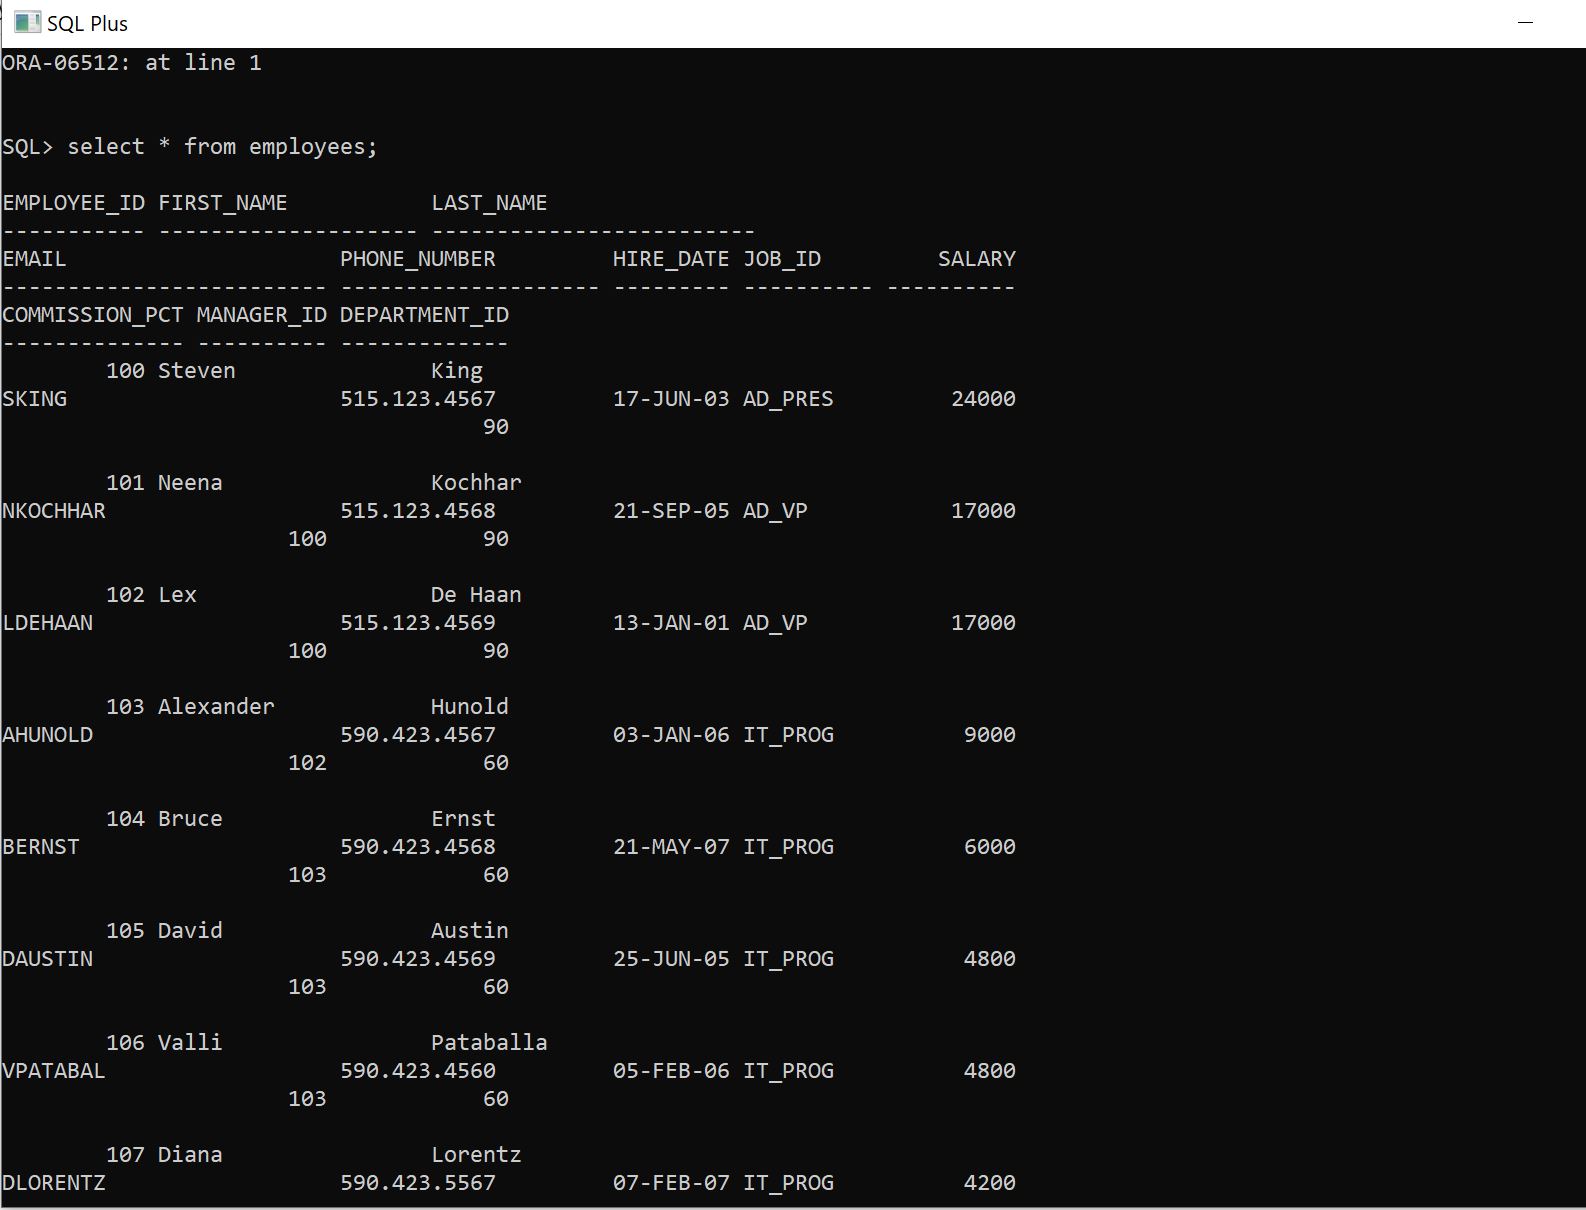 SQL Plus
ORA-06512: at line 1
SQL> select * from employees;
EMPLOYEE_ID FIRST_NAME           LAST_NAME
----------- -------------------- -------------------------
EMAIL                     PHONE_NUMBER         HIRE_DATE JOB_ID         SALARY
------------------------- -------------------- --------- ---------- ----------
COMMISSION_PCT MANAGER_ID DEPARTMENT_ID
-------------- ---------- -------------
        100 Steven               King
SKING                     515.123.4567         17-JUN-03 AD_PRES         24000
                                     90
        101 Neena                Kochhar
NKOCHHAR                  515.123.4568         21-SEP-05 AD_VP           17000
                      100            90
        102 Lex                  De Haan
LDEHAAN                   515.123.4569         13-JAN-01 AD_VP           17000
                      100            90
        103 Alexander            Hunold
AHUNOLD                   590.423.4567         03-JAN-06 IT_PROG          9000
                      102            60
        104 Bruce                Ernst
BERNST                    590.423.4568         21-MAY-07 IT_PROG          6000
                      103            60
        105 David                Austin
DAUSTIN                   590.423.4569         25-JUN-05 IT_PROG          4800
                      103            60
        106 Valli                Pataballa
VPATABAL                  590.423.4560         05-FEB-06 IT_PROG          4800
                      103            60
        107 Diana                Lorentz
DLORENTZ                  590.423.5567         07-FEB-07 IT_PROG          4200